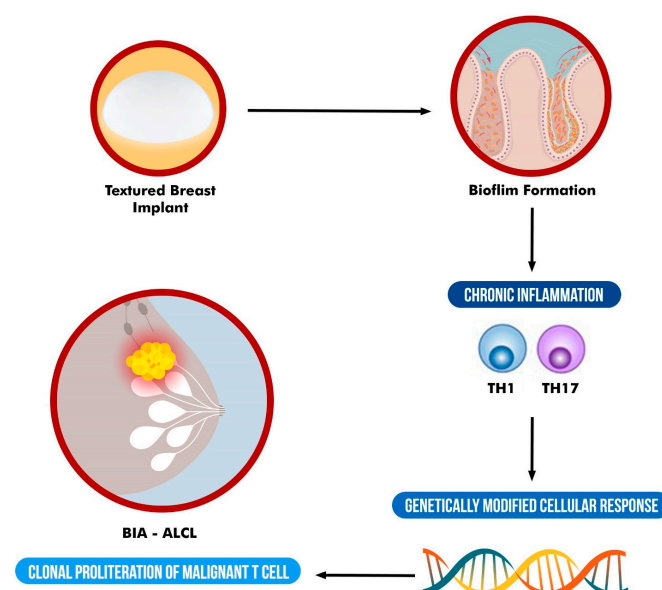 Textured Breast
Implant
Bioflim Formation
CHRONIC INFLAMMATION
TH1 TH17
GENETICALLY MODIFIED CELLULAR RESPONSE
BIA - ALCL
CLONAL PROLITERATION OF MALIGNANT T CELL